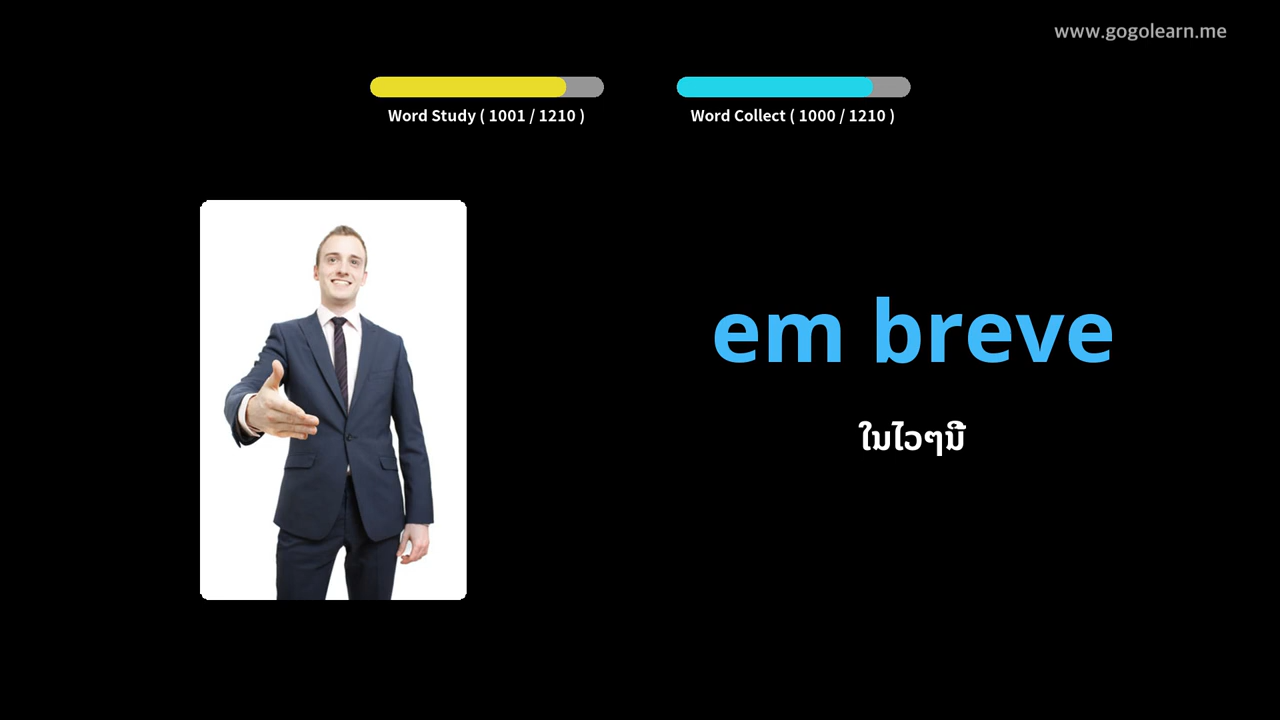 www.gogolearn.me
Word Study ( 1001 / 1210 )
Word Collect ( 1000 / 1210 )
em breve
ໃນໄວໆນີ້